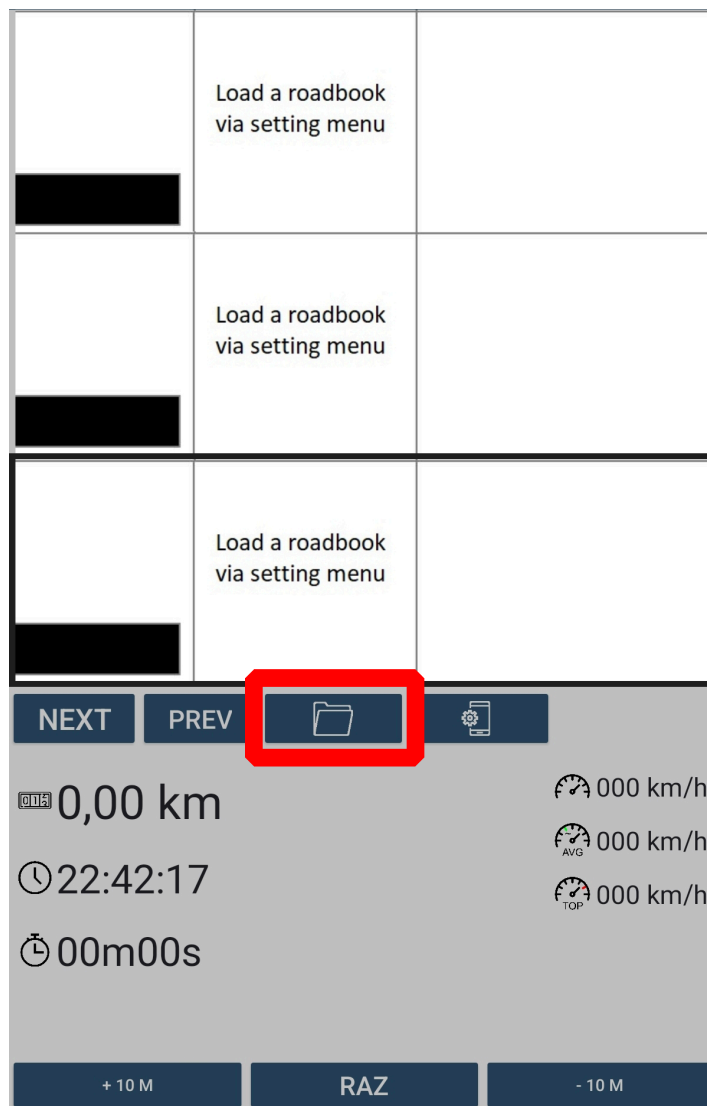 Load a roadbook
via setting menu
Load a roadbook
via setting menu
Load a roadbook
via setting menu
NEXT PREV
0,00 km
000 km/h
22:42:17
AVG 000 km/h
00m00s
TOP 000 km/h
+ 10 M RAZ - 10 M